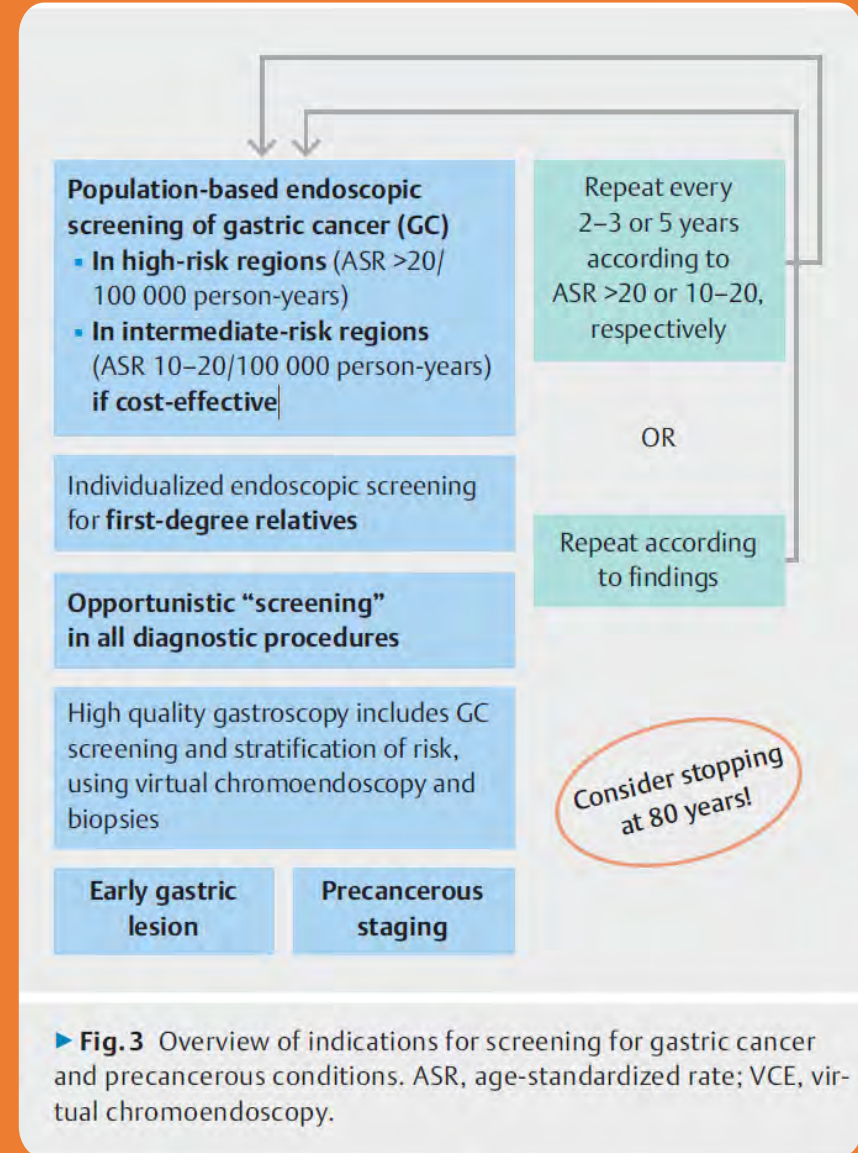 Population-based endoscopic
screening of gastric cancer (GC)
▪ In high-risk regions (ASR >20/
100 000 person-years)
▪ In intermediate-risk regions
(ASR 10–20/100 000 person-years)
if cost-effective
Individualized endoscopic screening
for first-degree relatives
Opportunistic “screening”
in all diagnostic procedures
High quality gastroscopy includes GC
screening and stratification of risk,
using virtual chromoendoscopy and
biopsies
Early gastric
lesion
Precancerous
staging
Repeat every
2–3 or 5 years
according to
ASR >20 or 10–20,
respectively
OR
Repeat according
to findings
Consider stopping
at 80 years!
▶ Fig. 3 Overview of indications for screening for gastric cancer
and precancerous conditions. ASR, age-standardized rate; VCE, vir-
tual chromoendoscopy.